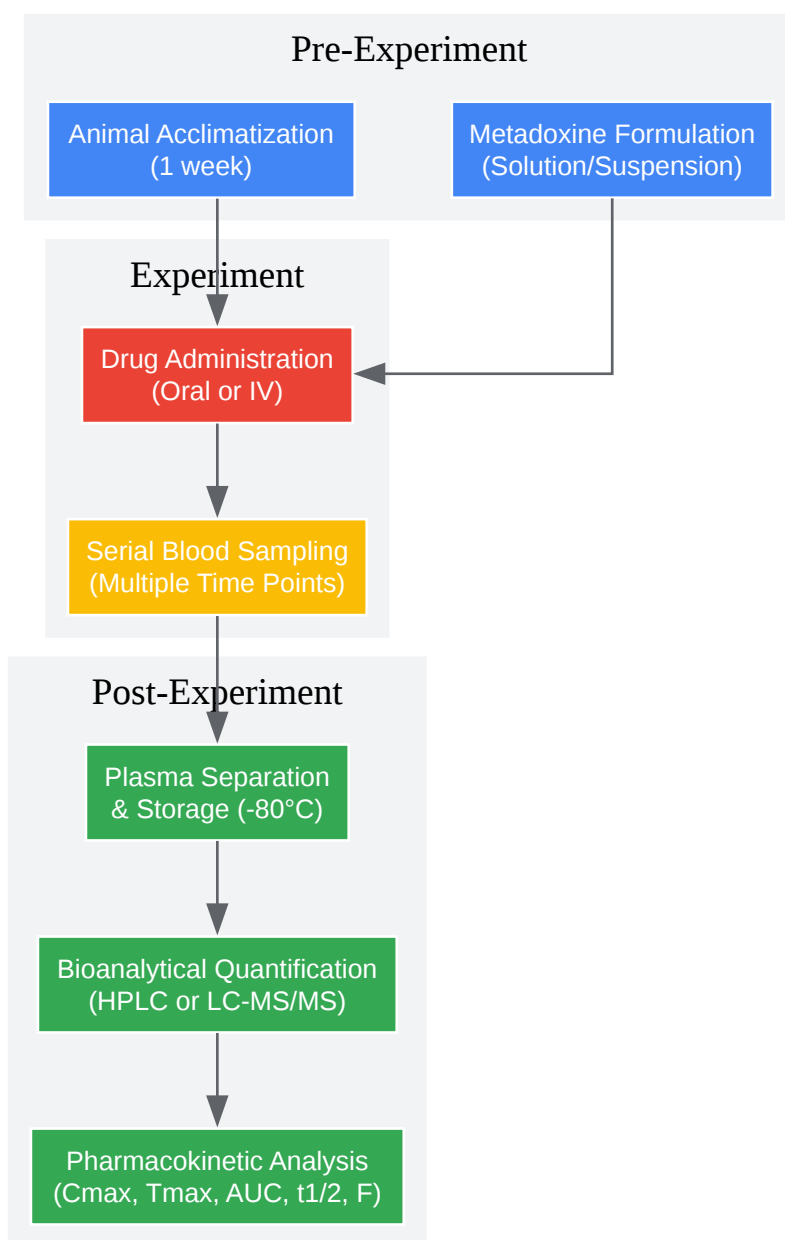 Pre-Experiment
Animal Acclimatization
(1 week)
Metadoxine Formulation
(Solution/Suspension)
Experiment
Drug Administration
(Oral or IV)
Serial Blood Sampling
(Multiple Time Points)
Post-Experiment
Plasma Separation
& Storage (-80°C)
Bioanalytical Quantification
(HPLC or LC-MS/MS)
Pharmacokinetic Analysis
(Cmax, Tmax, AUC, t1/2, F)